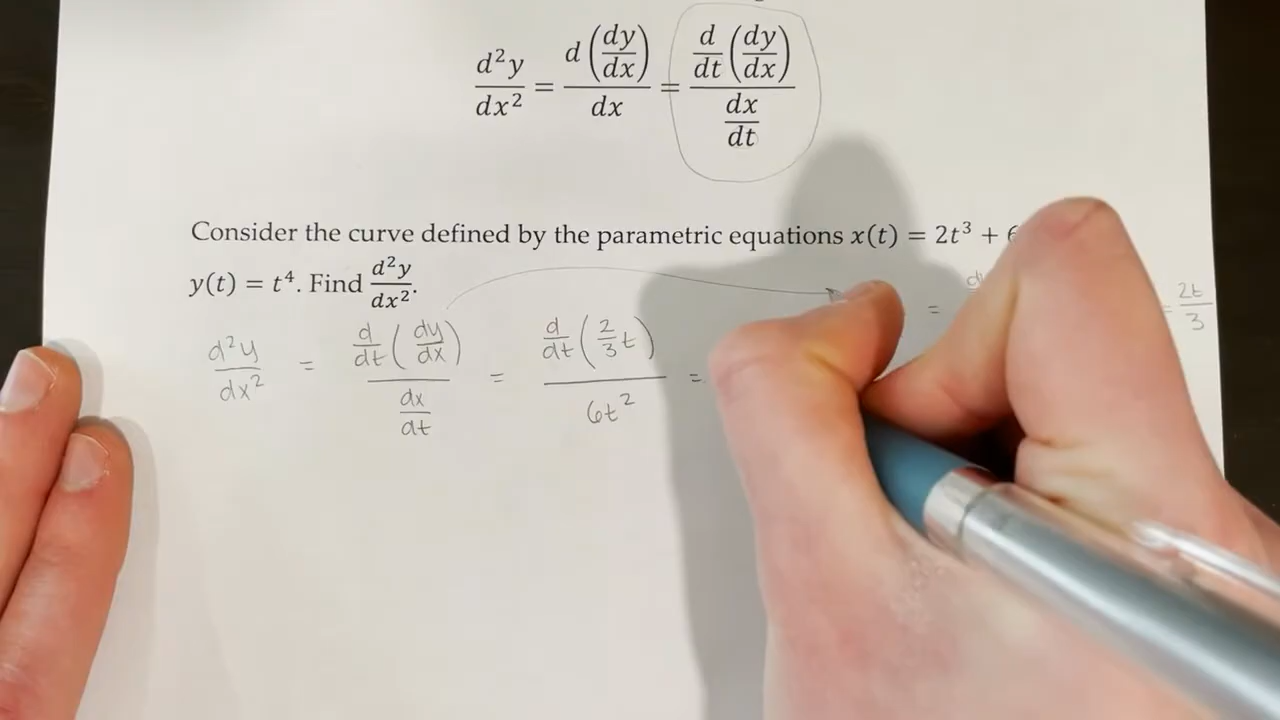 d²y/dx² = d(dy/dx)/dx = d/dt(dy/dx)/dx/dt
Consider the curve defined by the parametric equations x(t) = 2t³ +
y(t) = t⁴. Find d²y/dx².
= 2t/3
d²y/dx² = d/dt(dy/dx)/dx/dt = d/dt(2/3 t)/6t² =